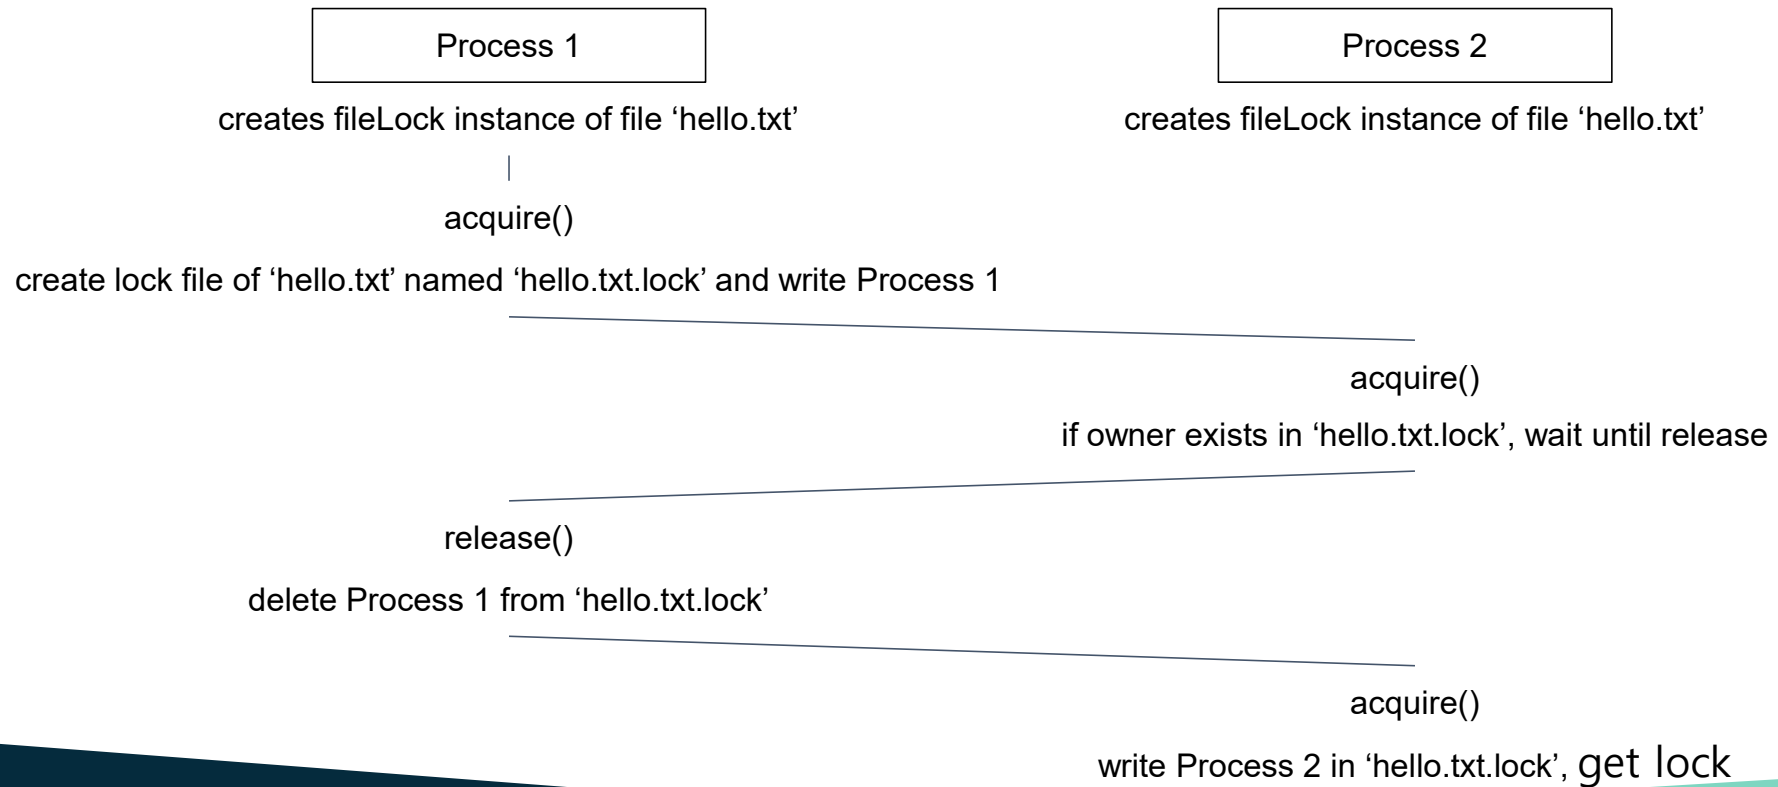 Process 1
Process 2
creates fileLock instance of file ‘hello.txt’
creates fileLock instance of file ‘hello.txt’
acquire()
create lock file of ‘hello.txt’ named ‘hello.txt.lock’ and write Process 1
acquire()
if owner exists in ‘hello.txt.lock’, wait until release
release()
delete Process 1 from ‘hello.txt.lock’
acquire()
write Process 2 in ‘hello.txt.lock’, get lock